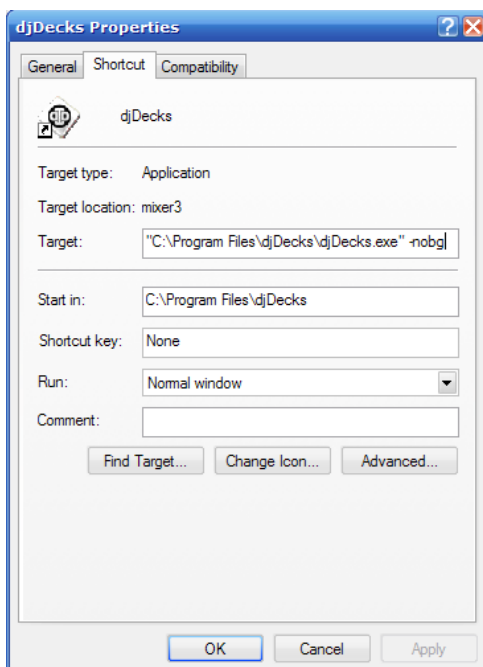 djDecks Properties
General Shortcut Compatibility
djDecks
Target type: Application
Target location: mixer3
Target: "C:\Program Files\djDecks\djDecks.exe" -nobg
Start in: C:\Program Files\djDecks
Shortcut key: None
Run: Normal window
Comment:
Find Target... Change Icon... Advanced...
OK Cancel Apply